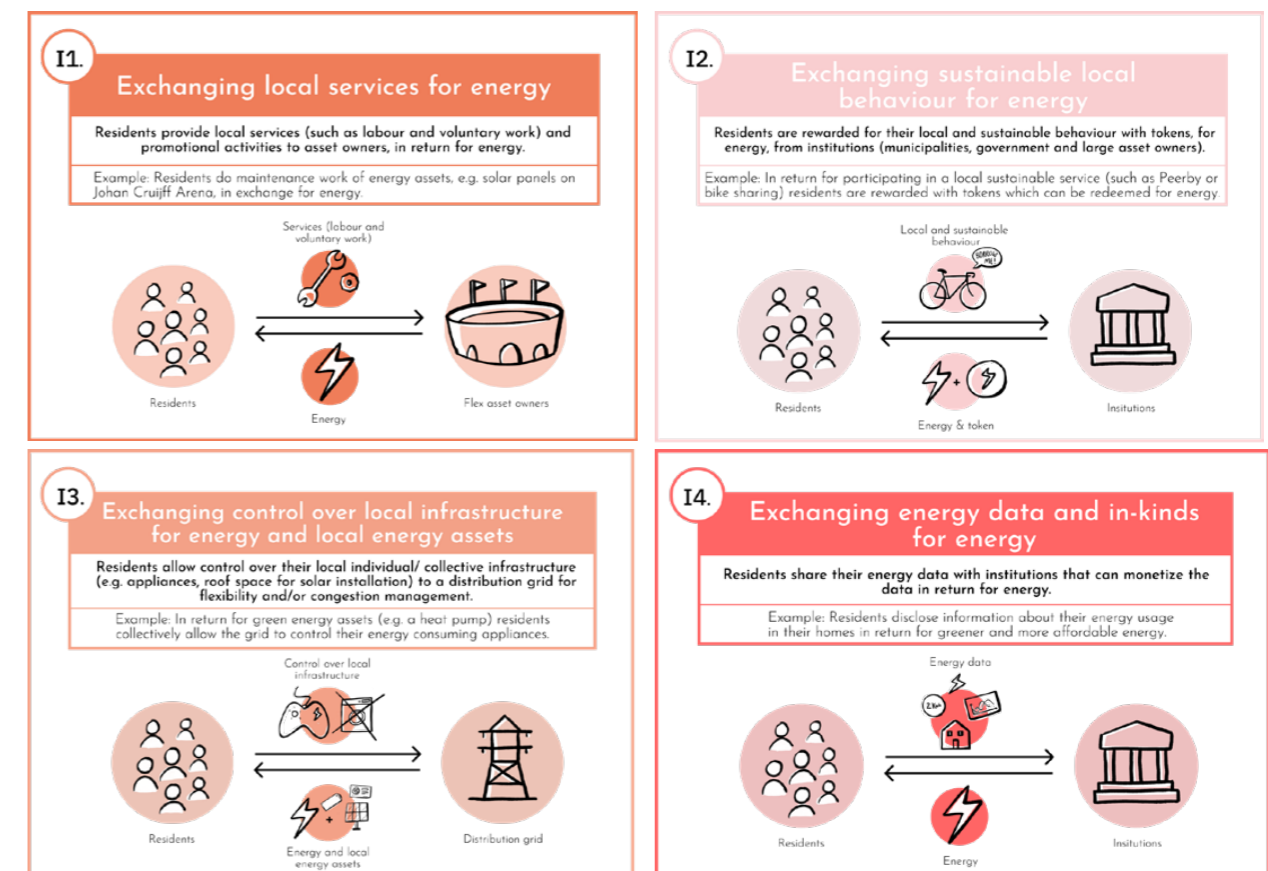 I1.
Exchanging local services for energy
Residents provide local services (such as labour and voluntary work) and
promotional activities to asset owners, in return for energy.
Example: Residents do maintenance work of energy assets, e.g. solar panels on
Johan Cruijff Arena, in exchange for energy.
Services (labour and
voluntary work)
Residents
Energy
Flex asset owners
I2.
Exchanging sustainable local
behaviour for energy
Residents are rewarded for their local and sustainable behaviour with tokens, for
energy, from institutions (municipalities, government and large asset owners).
Example: In return for participating in a local sustainable service (such as Peerby or
bike sharing) residents are rewarded with tokens which can be redeemed for energy.
Local and sustainable
behaviour
BORROW
ME!
Residents
Energy & token
Insitutions
I3.
Exchanging control over local infrastructure
for energy and local energy assets
Residents allow control over their local individual/ collective infrastructure
(e.g. appliances, roof space for solar installation) to a distribution grid for
flexibility and/or congestion management.
Example: In return for green energy assets (e.g. a heat pump) residents
collectively allow the grid to control their energy consuming appliances.
Control over local
infrastructure
Residents
Energy and local
energy assets
Distribution grid
I4.
Exchanging energy data and in-kinds
for energy
Residents share their energy data with institutions that can monetize the
data in return for energy.
Example: Residents disclose information about their energy usage
in their homes in return for greener and more affordable energy.
Energy data
Residents
Energy
Insitutions